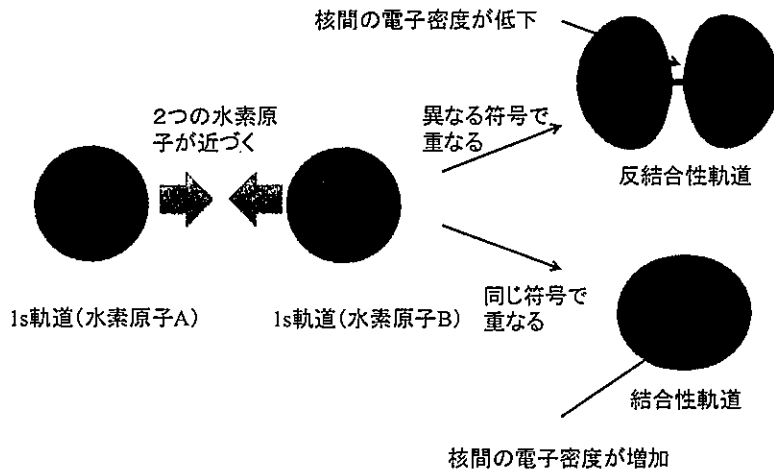 核間の電子密度が低下
2つの水素原
子が近づく
異なる符号で
重なる
反結合性軌道
1s軌道(水素原子A)
1s軌道(水素原子B)
同じ符号で
重なる
結合性軌道
核間の電子密度が増加